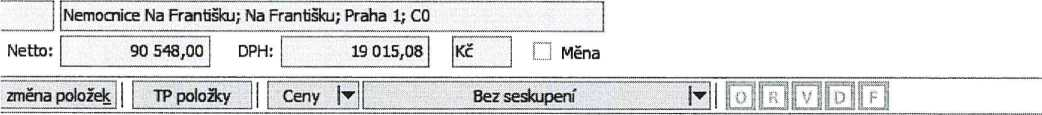 Nemocnice Na Františku; Na Františku; Praha 1; C0
Netto: 90 548,00 DPH: 19 015,08 Kč Měna
změna položek TP položky Ceny Bez seskupení O R V D F